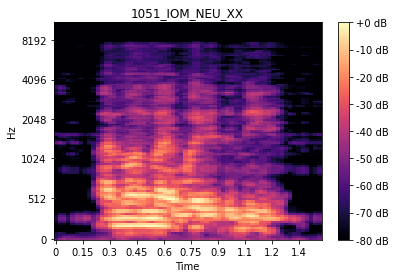 1051_IOM_NEU_XX
8192
4096
2048
1024
512
0
Hz
0 0.15 0.3 0.45 0.6 0.75 0.9 1.1 1.2 1.4
Time
+0 dB
-10 dB
-20 dB
-30 dB
-40 dB
-50 dB
-60 dB
-70 dB
-80 dB